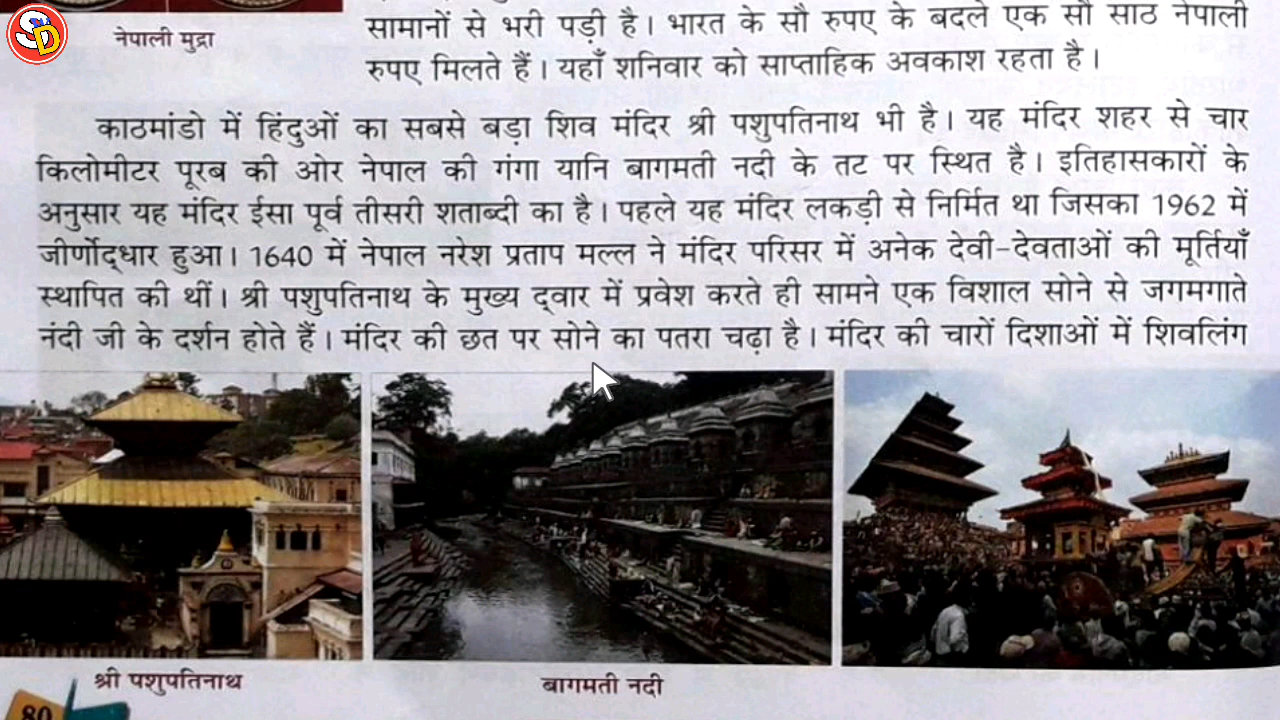 SD
सामानों से भरी पड़ी है। भारत के सौ रुपए के बदले एक सौ साठ नेपाली
नेपाली मुद्रा
रुपए मिलते हैं। यहाँ शनिवार को साप्ताहिक अवकाश रहता है।
काठमांडो में हिंदुओं का सबसे बड़ा शिव मंदिर श्री पशुपतिनाथ भी है। यह मंदिर शहर से चार
किलोमीटर पूरब की ओर नेपाल की गंगा यानि बागमती नदी के तट पर स्थित है। इतिहासकारों के
अनुसार यह मंदिर ईसा पूर्व तीसरी शताब्दी का है। पहले यह मंदिर लकड़ी से निर्मित था जिसका 1962 में
जीर्णोद्धार हुआ। 1640 में नेपाल नरेश प्रताप मल्ल ने मंदिर परिसर में अनेक देवी-देवताओं की मूर्तियाँ
स्थापित की थीं। श्री पशुपतिनाथ के मुख्य द्वार में प्रवेश करते ही सामने एक विशाल सोने से जगमगाते
नंदी जी के दर्शन होते हैं। मंदिर की छत पर सोने का पतरा चढ़ा है। मंदिर की चारों दिशाओं में शिवलिंग
श्री पशुपतिनाथ
बागमती नदी
80